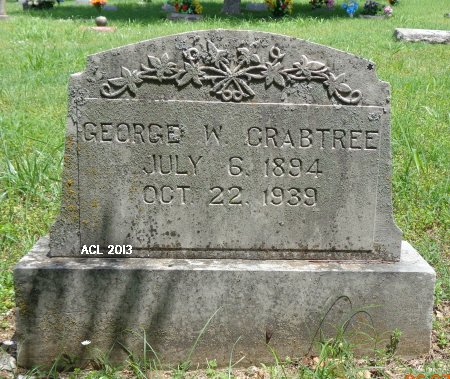 GEORGE W. CRABTREE
JULY 6, 1894
OCT. 22, 1939
ACL 2013